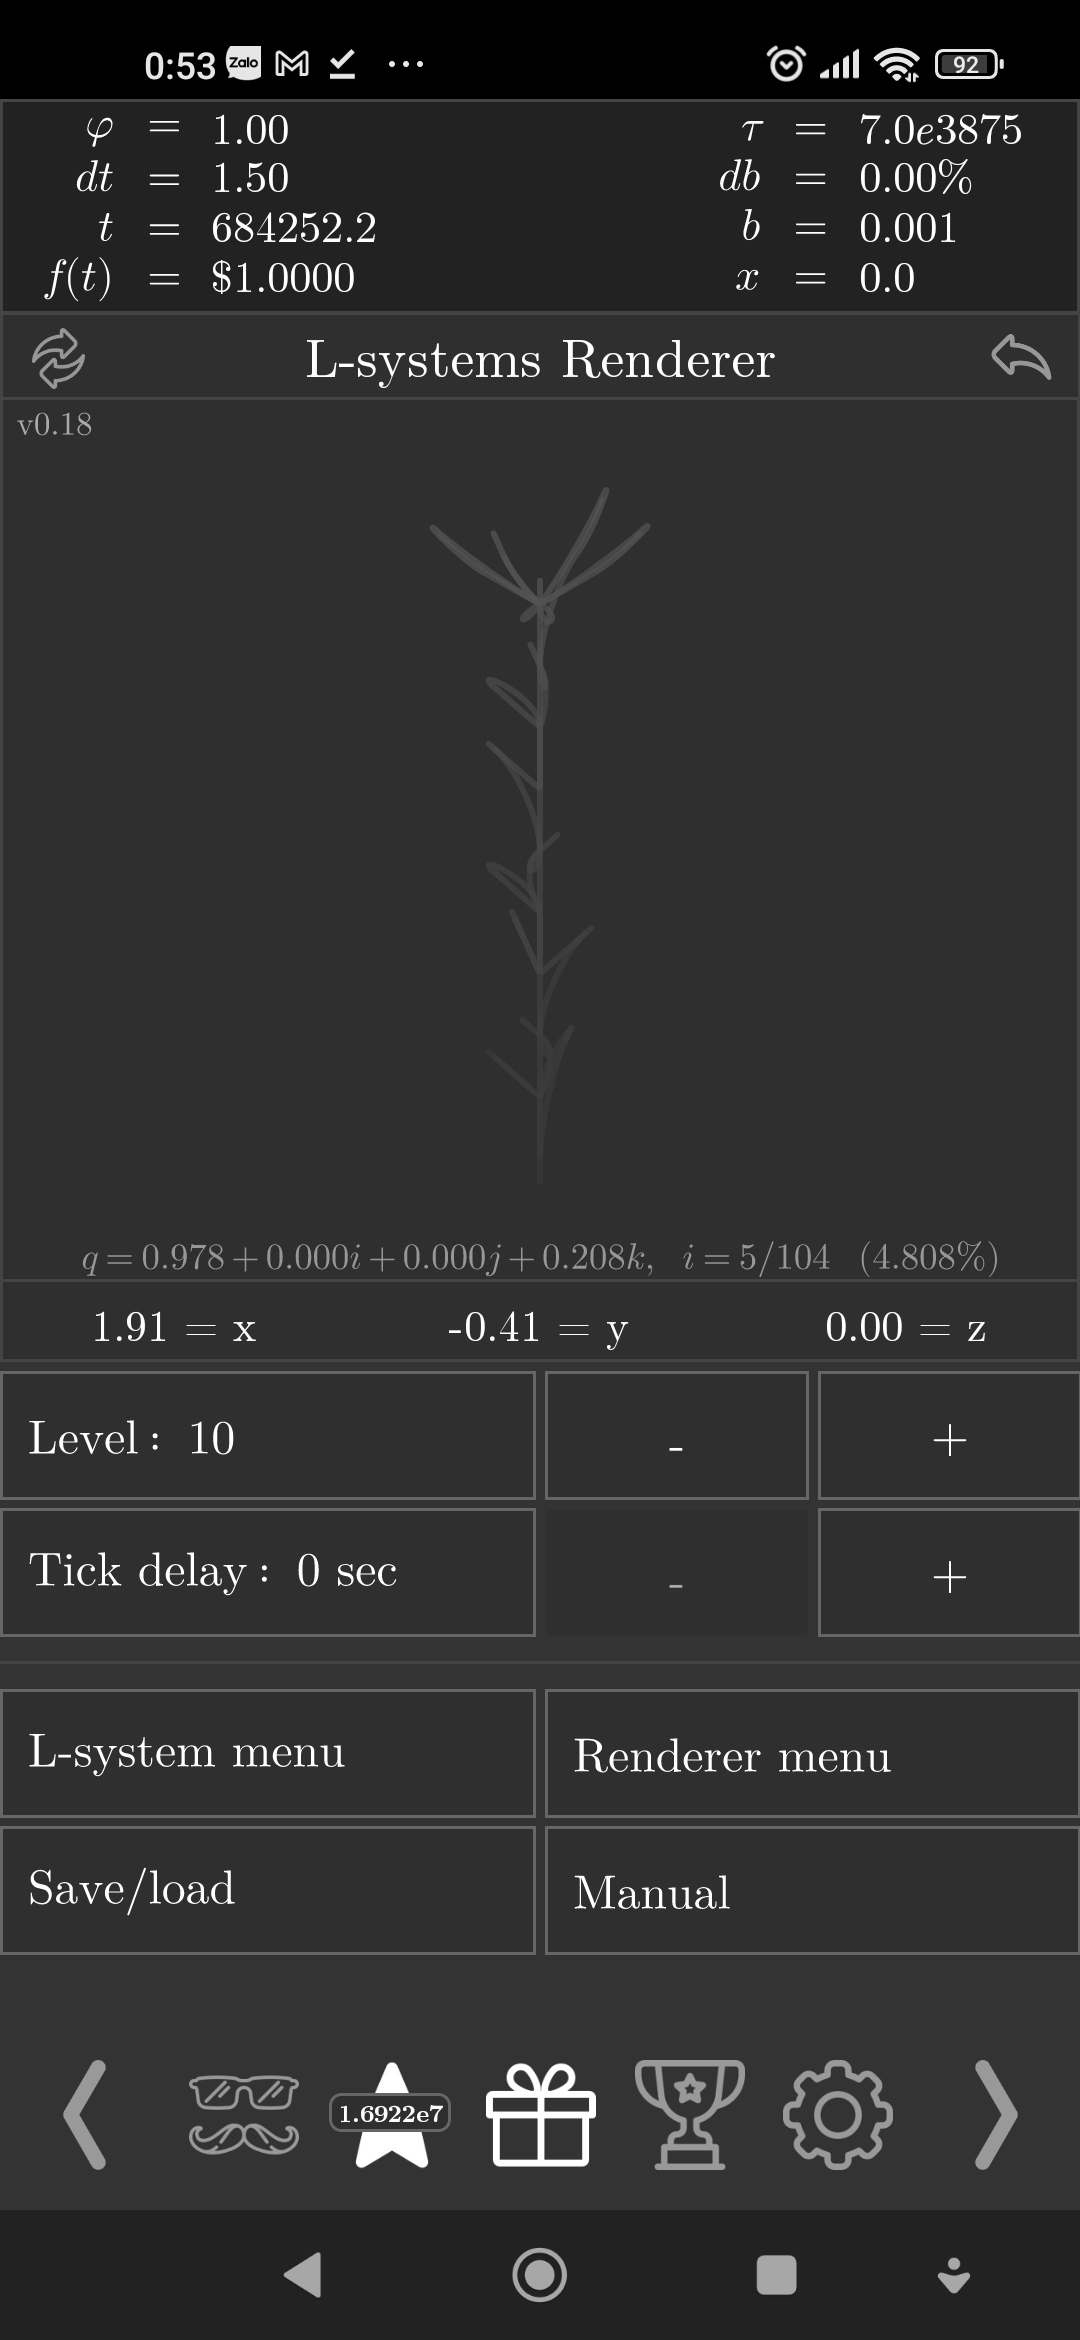 0:53 Zalo ... 92
φ = 1.00 τ = 7.0e3875
dt = 1.50 db = 0.00%
t = 684252.2 b = 0.001
f(t) = $1.0000 x = 0.0
L-systems Renderer
v0.18
q = 0.978 + 0.000i + 0.000j + 0.208k, i = 5/104 (4.808%)
1.91 = x -0.41 = y 0.00 = z
Level: 10 - +
Tick delay: 0 sec - +
L-system menu Renderer menu
Save/load Manual
1.6922e7